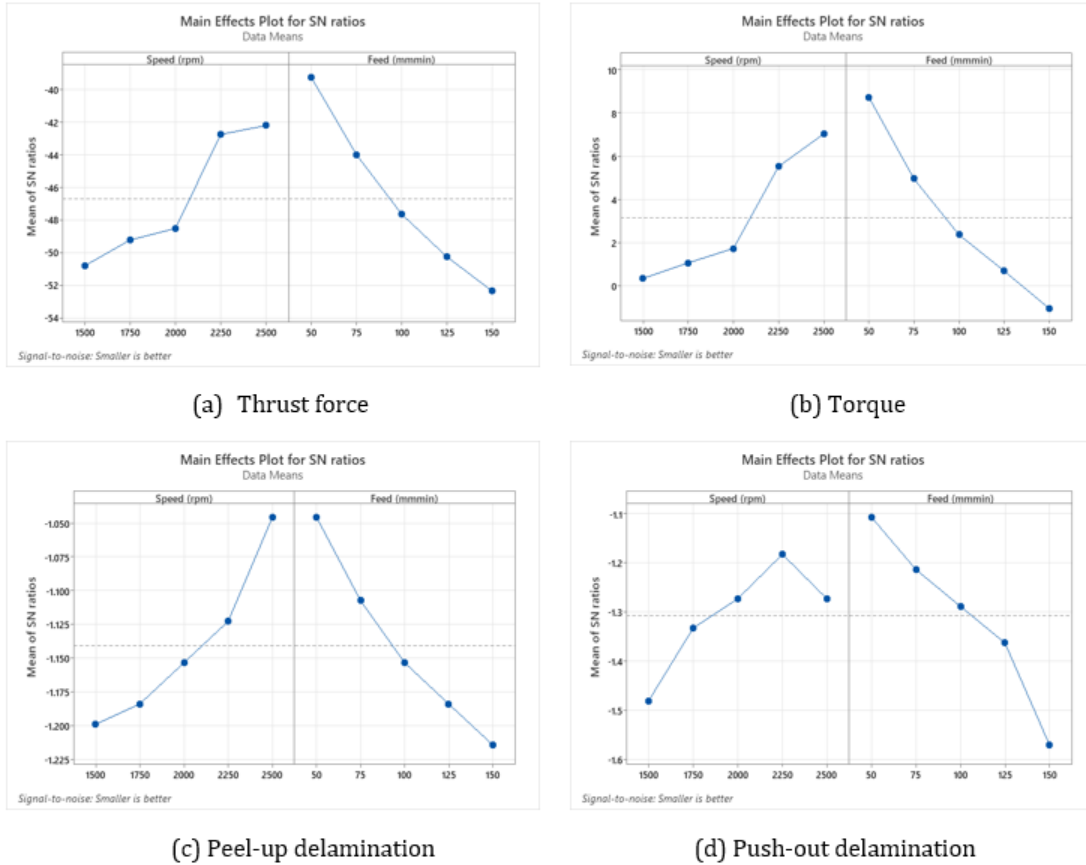 Main Effects Plot for SN ratios
Data Means
Speed (rpm) Feed (mmmin)
Mean of SN ratios
-40
-42
-44
-46
-48
-50
-52
-54
1500 1750 2000 2250 2500 50 75 100 125 150
Signal-to-noise: Smaller is better
(a) Thrust force
Main Effects Plot for SN ratios
Data Means
Speed (rpm) Feed (mmmin)
Mean of SN ratios
10
8
6
4
2
0
1500 1750 2000 2250 2500 50 75 100 125 150
Signal-to-noise: Smaller is better
(b) Torque
Main Effects Plot for SN ratios
Data Means
Speed (rpm) Feed (mmmin)
Mean of SN ratios
-1.050
-1.075
-1.100
-1.125
-1.150
-1.175
-1.200
-1.225
1500 1750 2000 2250 2500 50 75 100 125 150
Signal-to-noise: Smaller is better
(c) Peel-up delamination
Main Effects Plot for SN ratios
Data Means
Speed (rpm) Feed (mmmin)
Mean of SN ratios
-1.1
-1.2
-1.3
-1.4
-1.5
-1.6
1500 1750 2000 2250 2500 50 75 100 125 150
Signal-to-noise: Smaller is better
(d) Push-out delamination